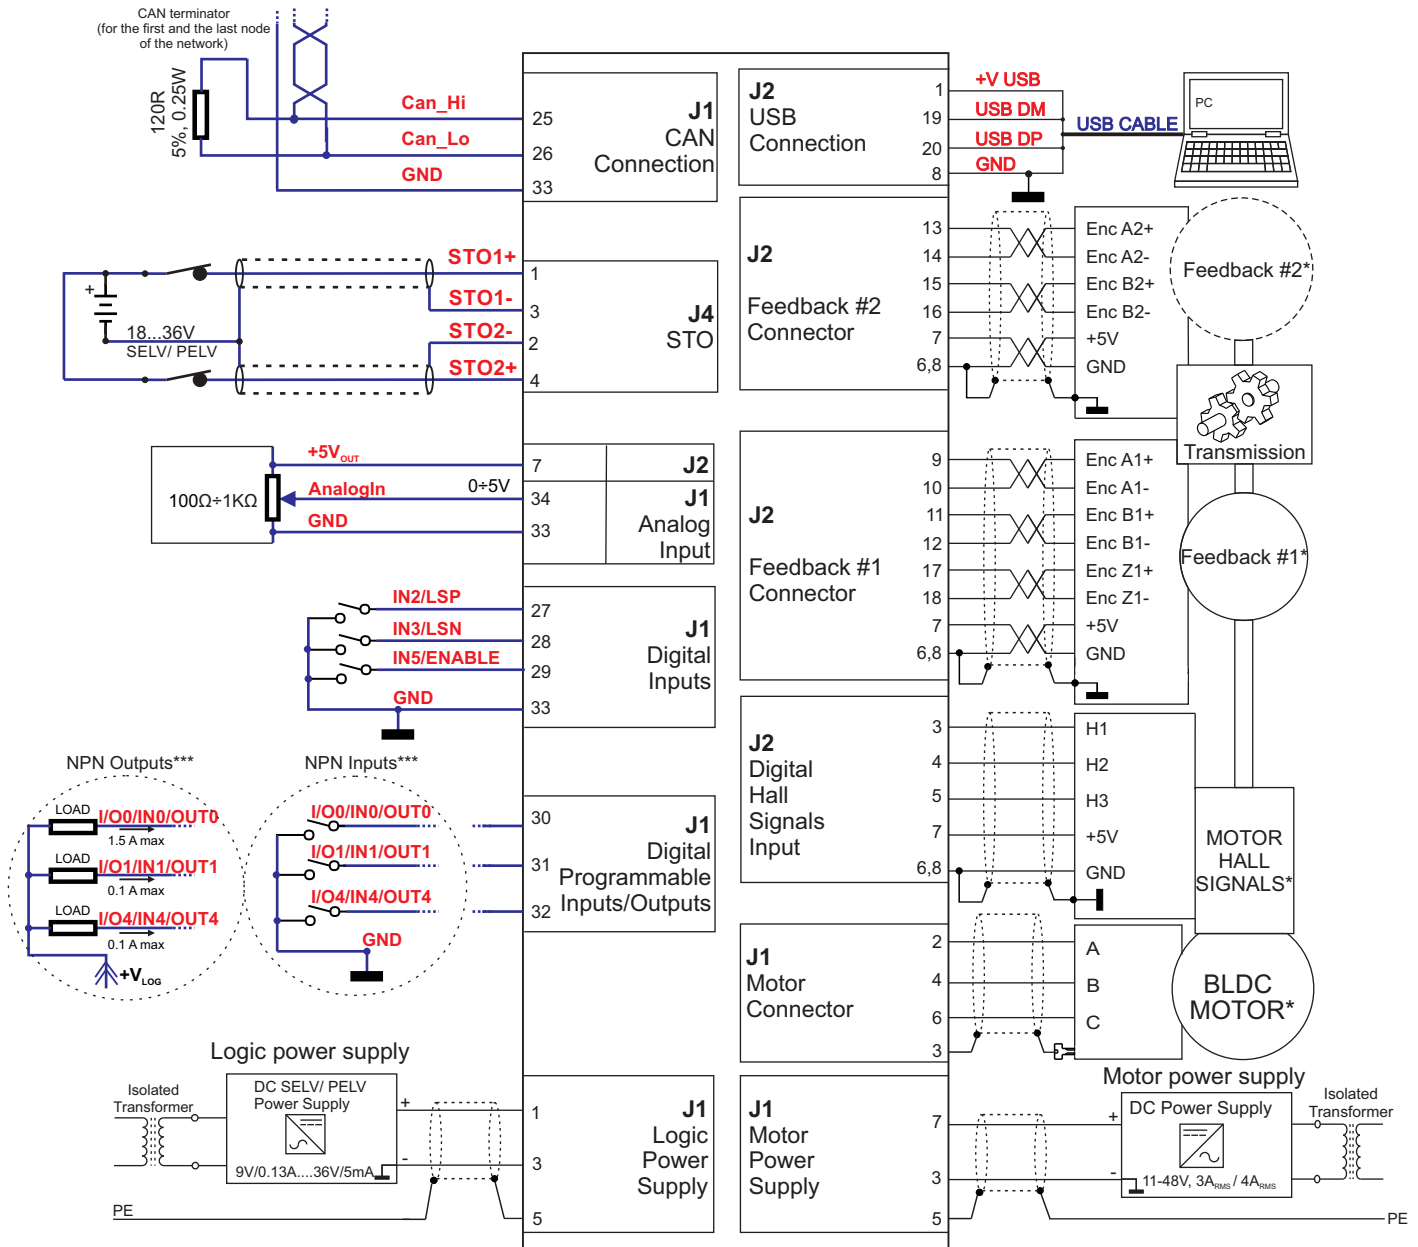 CAN terminator
(for the first and the last node
of the network)
120R
5%, 0.25W
Can_Hi
25
Can_Lo
26
GND
33
J1
CAN
Connection
STO1+
1
STO1-
3
STO2-
2
STO2+
4
+
18...36V
SELV/ PELV
J4
STO
+5VOUT
7
J2
100Ω÷1KΩ
AnalogIn
0÷5V
34
GND
33
J1
Analog
Input
IN2/LSP
27
IN3/LSN
28
IN5/ENABLE
29
GND
33
J1
Digital
Inputs
NPN Outputs***
LOAD
I/O0/IN0/OUT0
1.5 A max
LOAD
I/O1/IN1/OUT1
0.1 A max
LOAD
I/O4/IN4/OUT4
0.1 A max
+VLOG
NPN Inputs***
I/O0/IN0/OUT0
I/O1/IN1/OUT1
I/O4/IN4/OUT4
GND
30
31
32
J1
Digital
Programmable
Inputs/Outputs
Logic power supply
Isolated
Transformer
DC SELV/ PELV
Power Supply
9V/0.13A....36V/5mA
+
-
PE
1
3
5
J1
Logic
Power
Supply
J2
USB
Connection
1
19
20
8
+V USB
USB DM
USB DP
GND
USB CABLE
PC
J2
Feedback #2
Connector
13
14
15
16
7
6,8
Enc A2+
Enc A2-
Enc B2+
Enc B2-
+5V
GND
Feedback #2*
Transmission
J2
Feedback #1
Connector
9
10
11
12
17
18
7
6,8
Enc A1+
Enc A1-
Enc B1+
Enc B1-
Enc Z1+
Enc Z1-
+5V
GND
Feedback #1*
J2
Digital
Hall
Signals
Input
3
4
5
7
6,8
H1
H2
H3
+5V
GND
MOTOR
HALL
SIGNALS*
J1
Motor
Connector
2
4
6
3
A
B
C
BLDC
MOTOR*
Motor power supply
J1
Motor
Power
Supply
7
3
5
+
-
DC Power Supply
11-48V, 3ARMS / 4ARMS
Isolated
Transformer
PE